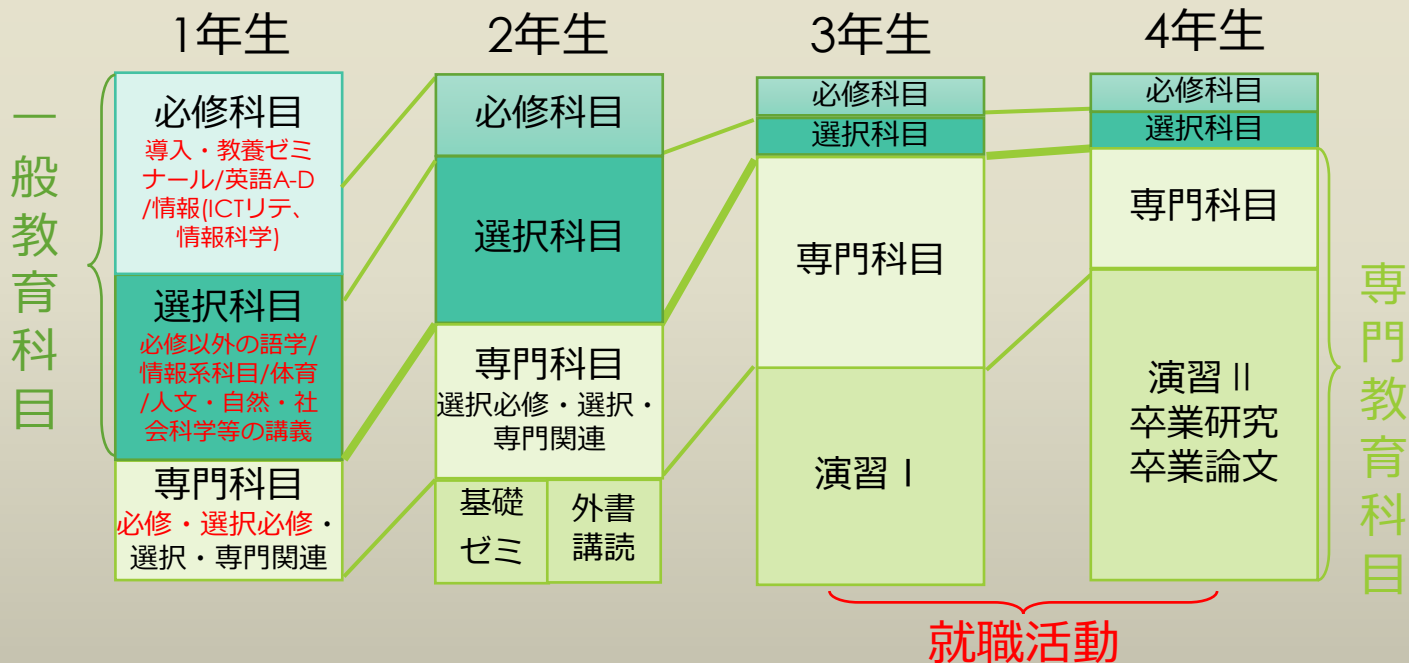 1年生
2年生
3年生
4年生
一般教育科目
必修科目
導入・教養ゼミ
ナール/英語A-D
/情報(ICTリテ、
情報科学)
選択科目
必修以外の語学/
情報系科目/体育
/人文・自然・社
会科学等の講義
専門科目
必修・選択必修・
選択・専門関連
必修科目
選択科目
専門科目
選択必修・選択・
専門関連
基礎
ゼミ
外書
講読
必修科目
選択科目
専門科目
演習Ⅰ
必修科目
選択科目
専門科目
演習Ⅱ
卒業研究
卒業論文
専門教育科目
就職活動